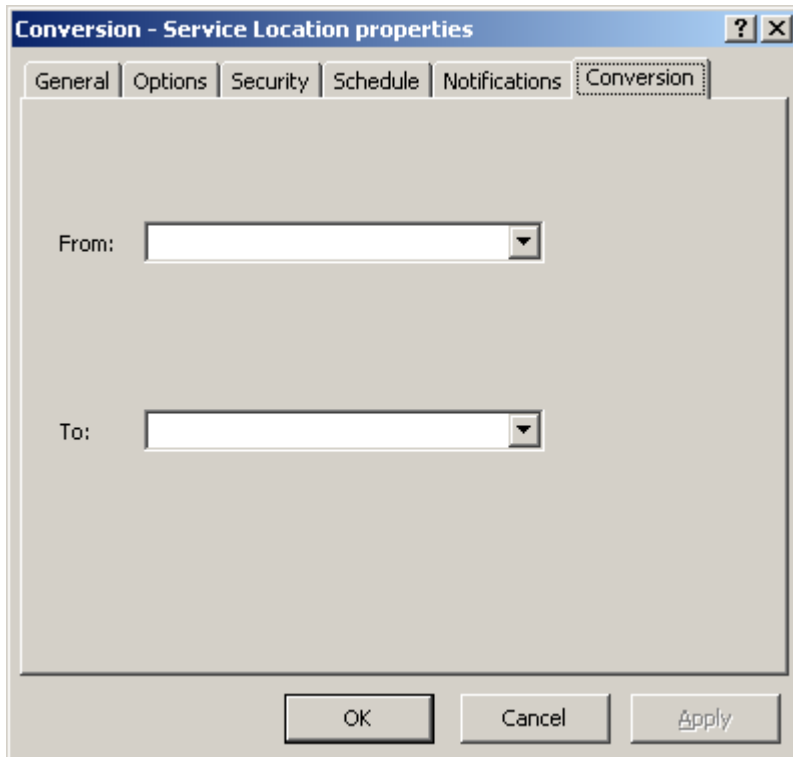 Conversion - Service Location properties
General Options Security Schedule Notifications Conversion
From:
To:
OK Cancel Apply